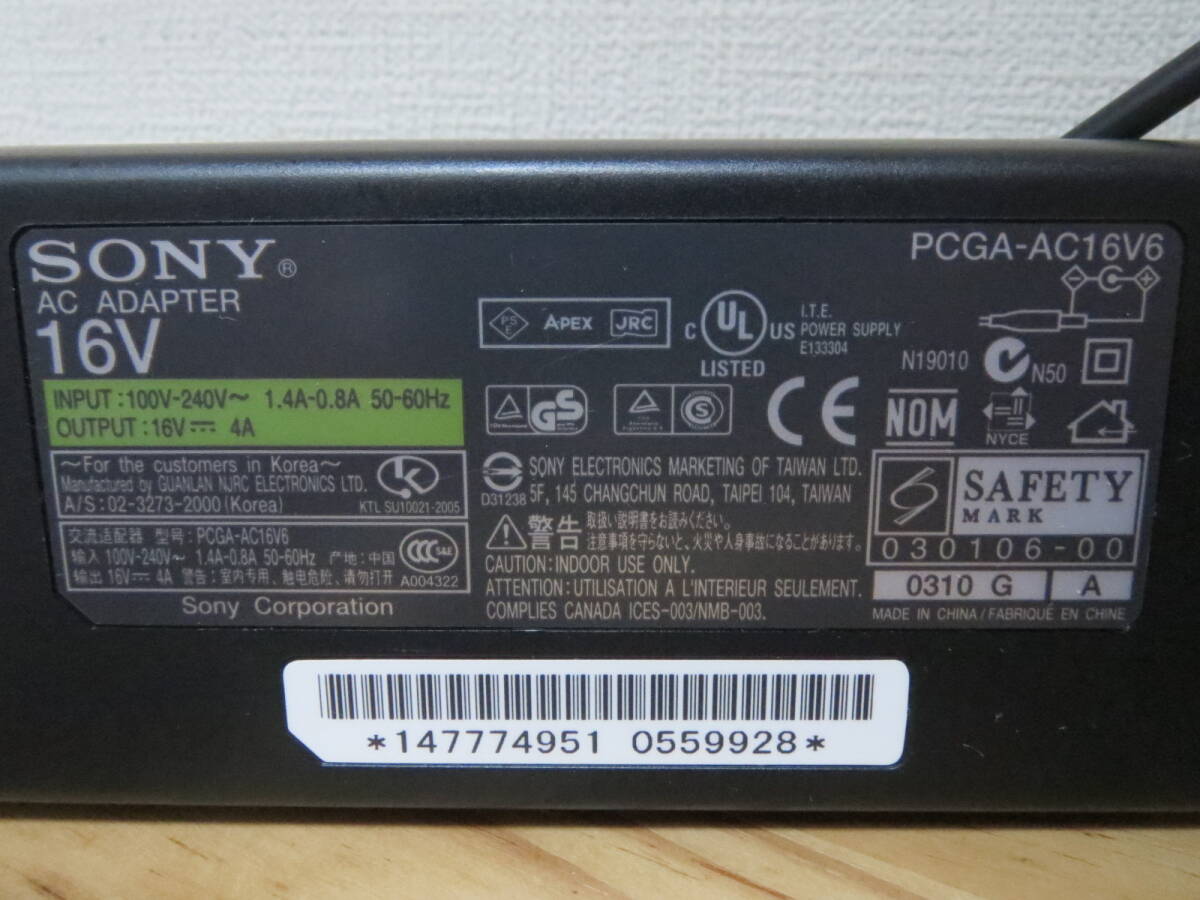 SONY®
AC ADAPTER
16V
INPUT :100V-240V～ 1.4A-0.8A 50-60Hz
OUTPUT :16V⎓ 4A
～For the customers in Korea～
Manufactured by GUANLAN NJRC ELECTRONICS LTD.
A/S:02-3273-2000(Korea)
K
KTL SU10021-2005
交流适配器 型号:PCGA-AC16V6
输入 100V-240V～ 1.4A-0.8A 50-60Hz 产地:中国
输出 16V⎓ 4A 警告:室内专用、触电危险、请勿打开
CCC S&E
A004322
Sony Corporation
PS E APEX JRC
C UL US
LISTED
I.T.E.
POWER SUPPLY
E133304
GS
S
CE
D31238
SONY ELECTRONICS MARKETING OF TAIWAN LTD.
5F, 145 CHANGCHUN ROAD, TAIPEI 104, TAIWAN
警告 取扱い説明書をお読みください。
注意事項を守らないと、火災や人身事故になることがあります。
CAUTION:INDOOR USE ONLY.
ATTENTION:UTILISATION A L'INTERIEUR SEULEMENT.
COMPLIES CANADA ICES-003/NMB-003.
PCGA-AC16V6
N19010
N50
NOM
NYCE
SAFETY
MARK
030106-00
0310 G A
MADE IN CHINA/FABRIQUÉ EN CHINE
*147774951 0559928*